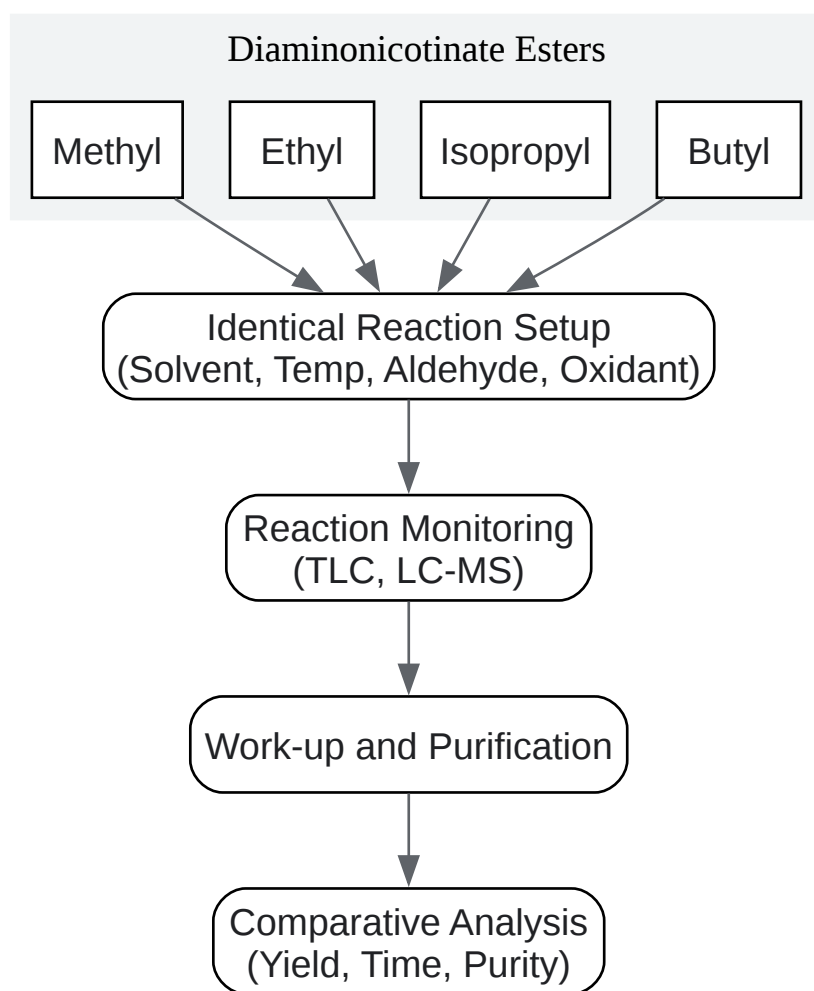 Diaminonicotinate Esters
Methyl
Ethyl
Isopropyl
Butyl
Identical Reaction Setup
(Solvent, Temp, Aldehyde, Oxidant)
Reaction Monitoring
(TLC, LC-MS)
Work-up and Purification
Comparative Analysis
(Yield, Time, Purity)